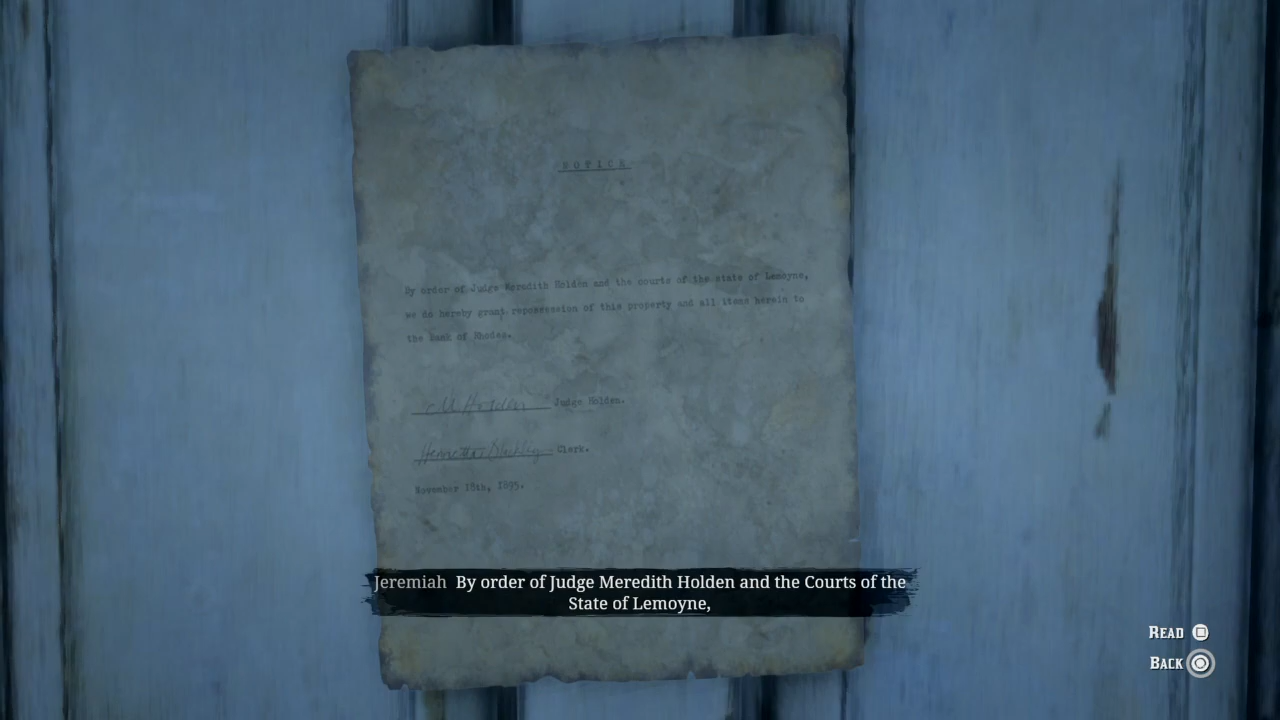 NOTICE
By order of Judge Meredith Holden and the courts of the state of Lemoyne,
we do hereby grant repossession of this property and all items herein to
the Bank of Rhodes.
M Holden Judge Holden.
Henrietta Clerk.
November 18th, 1895.
Jeremiah By order of Judge Meredith Holden and the Courts of the
State of Lemoyne,
READ
BACK